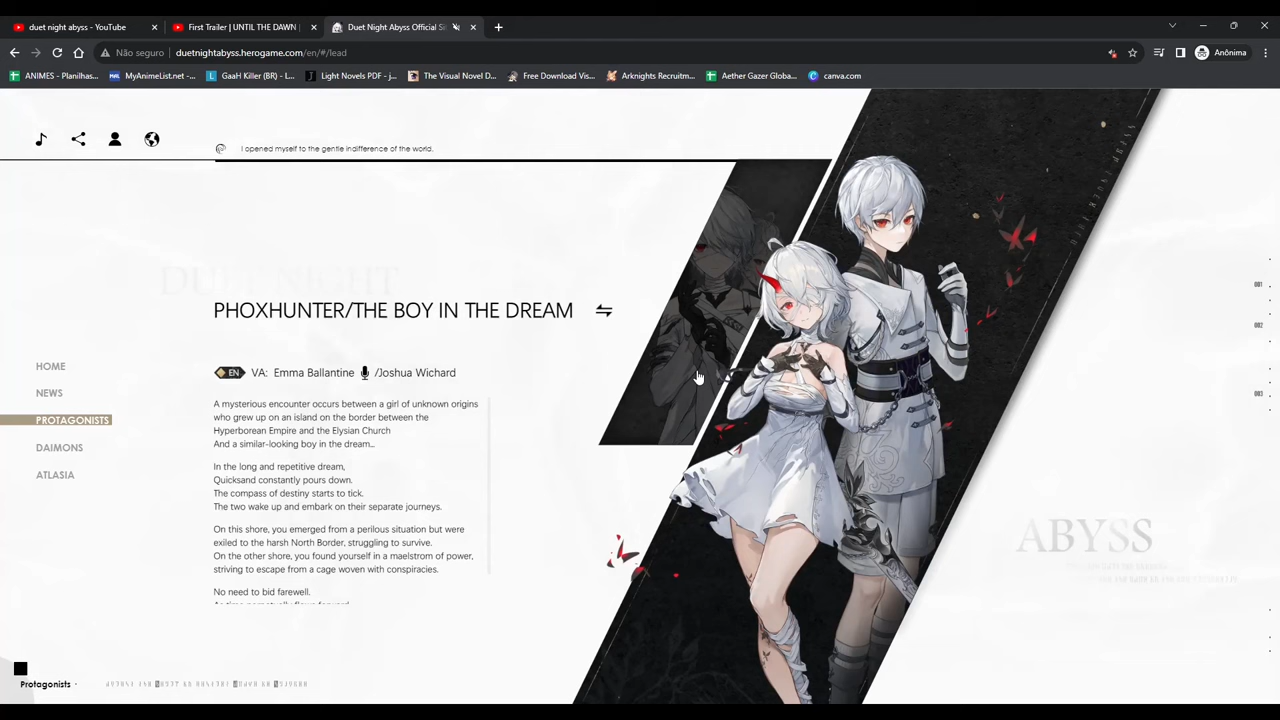 duet night abyss - YouTube
First Trailer | UNTIL THE DAWN |
Duet Night Abyss Official Si
Não seguro
duetnightabyss.herogame.com/en/#/lead
Anônima
ANIMES - Planilhas...
MyAnimeList.net -...
GaaH Killer (BR) - L...
Light Novels PDF - j...
The Visual Novel D...
Free Download Vis...
Arknights Recruitm...
Aether Gazer Globa...
canva.com
I opened myself to the gentle indifference of the world.
DUET NIGHT
PHOXHUNTER/THE BOY IN THE DREAM
EN VA: Emma Ballantine /Joshua Wichard
A mysterious encounter occurs between a girl of unknown origins
who grew up on an island on the border between the
Hyperborean Empire and the Elysian Church
And a similar-looking boy in the dream...
In the long and repetitive dream,
Quicksand constantly pours down.
The compass of destiny starts to tick.
The two wake up and embark on their separate journeys.
On this shore, you emerged from a perilous situation but were
exiled to the harsh North Border, struggling to survive.
On the other shore, you found yourself in a maelstrom of power,
striving to escape from a cage woven with conspiracies.
No need to bid farewell.
HOME
NEWS
PROTAGONISTS
DAIMONS
ATLASIA
001
002
003
ABYSS
Protagonists